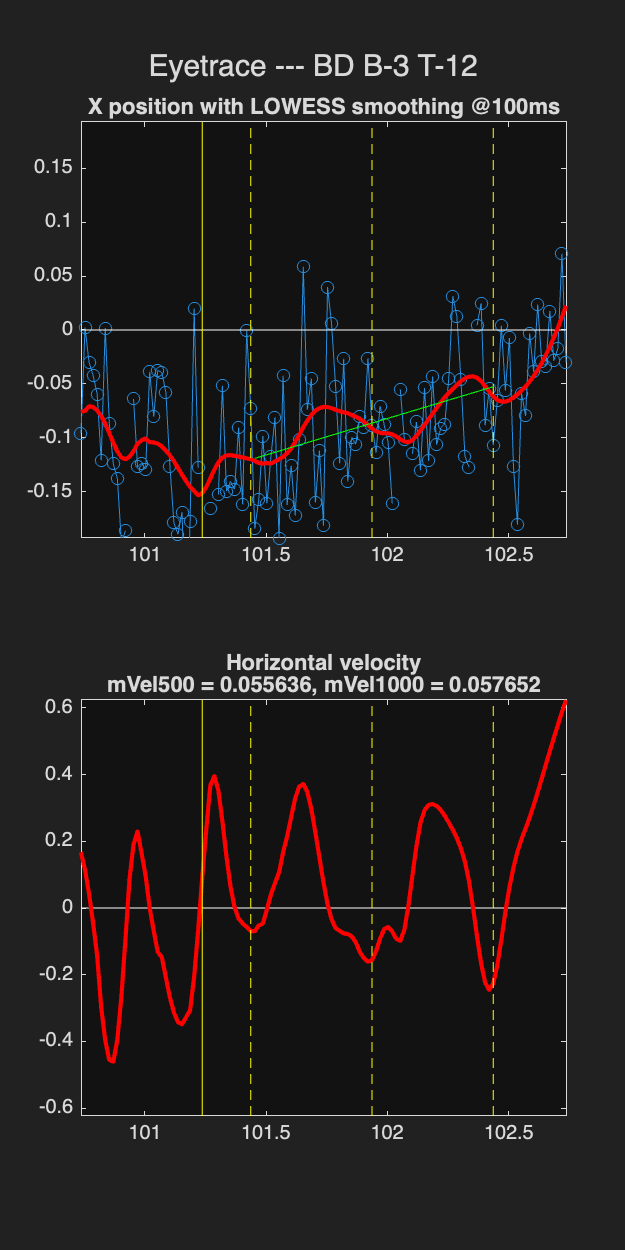 Eyetrace --- BD B-3 T-12
X position with LOWESS smoothing @100ms
0.15
0.1
0.05
0
-0.05
-0.1
-0.15
101 101.5 102 102.5
Horizontal velocity
mVel500 = 0.055636, mVel1000 = 0.057652
0.6
0.4
0.2
0
-0.2
-0.4
-0.6
101 101.5 102 102.5